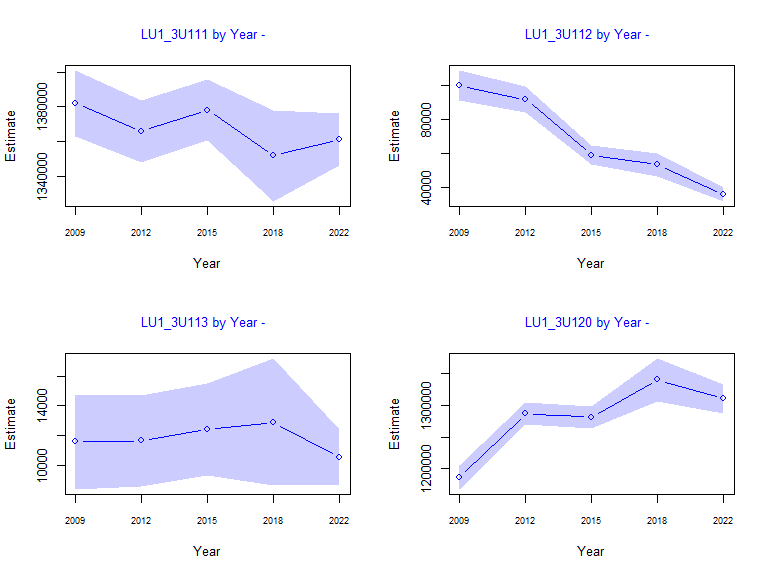 LU1_3U111 by Year -
Estimate
1340000
1380000
2009 2012 2015 2018 2022
Year
LU1_3U112 by Year -
Estimate
40000
80000
2009 2012 2015 2018 2022
Year
LU1_3U113 by Year -
Estimate
10000
14000
2009 2012 2015 2018 2022
Year
LU1_3U120 by Year -
Estimate
1200000
1300000
2009 2012 2015 2018 2022
Year